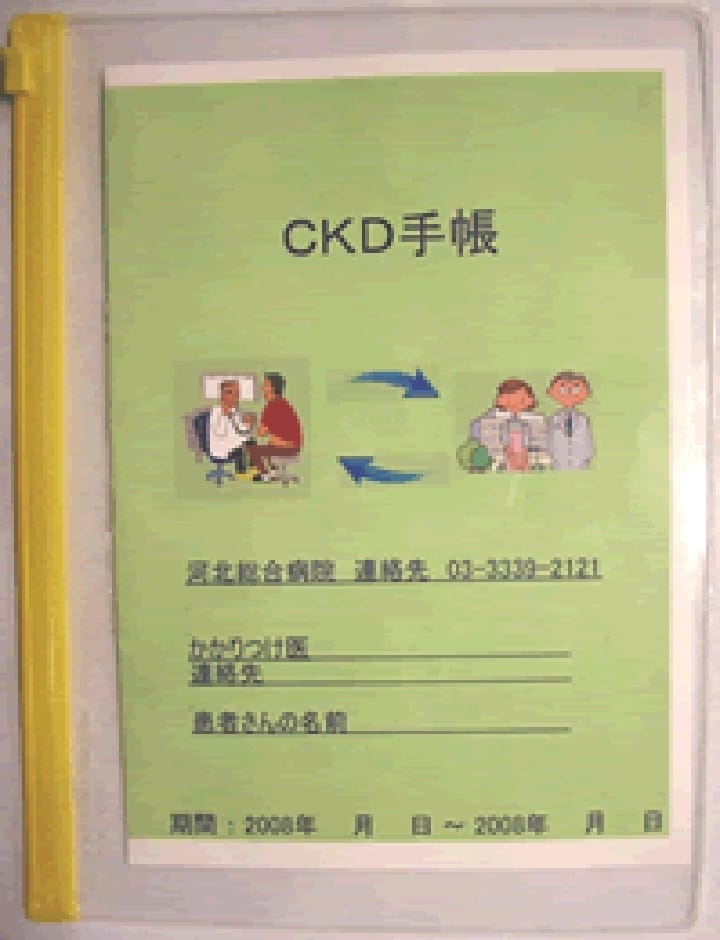 CKD手帳
河北総合病院 連絡先 03-3339-2121
かかりつけ医
連絡先
患者さんの名前
期間：2008年 月 日 ～ 2008年 月 日